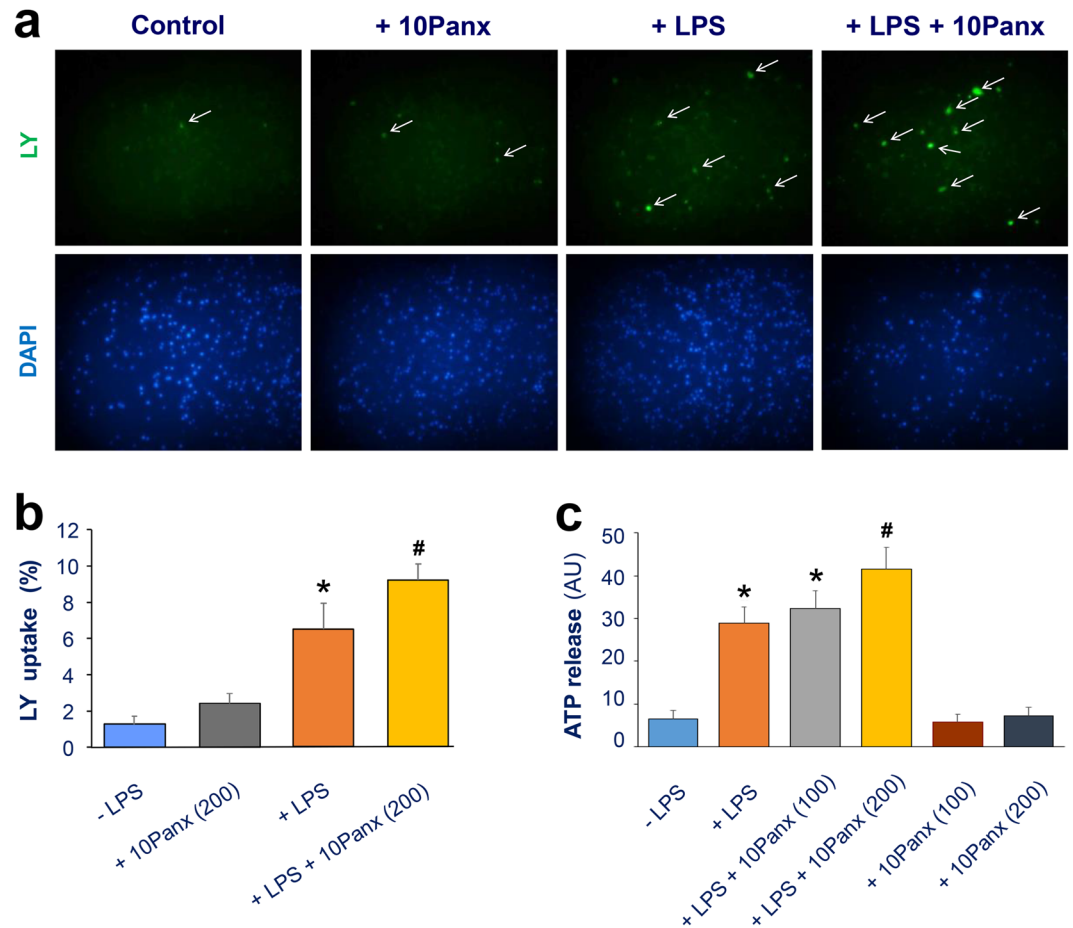 a
Control
+ 10Panx
+ LPS
+ LPS + 10Panx
LY
DAPI
b
LY uptake (%)
12
10
8
6
4
2
0
*
#
- LPS
+ 10Panx (200)
+ LPS
+ LPS + 10Panx (200)
c
ATP release (AU)
50
40
30
20
10
0
*
*
#
- LPS
+ LPS
+ LPS + 10Panx (100)
+ LPS + 10Panx (200)
+ 10Panx (100)
+ 10Panx (200)